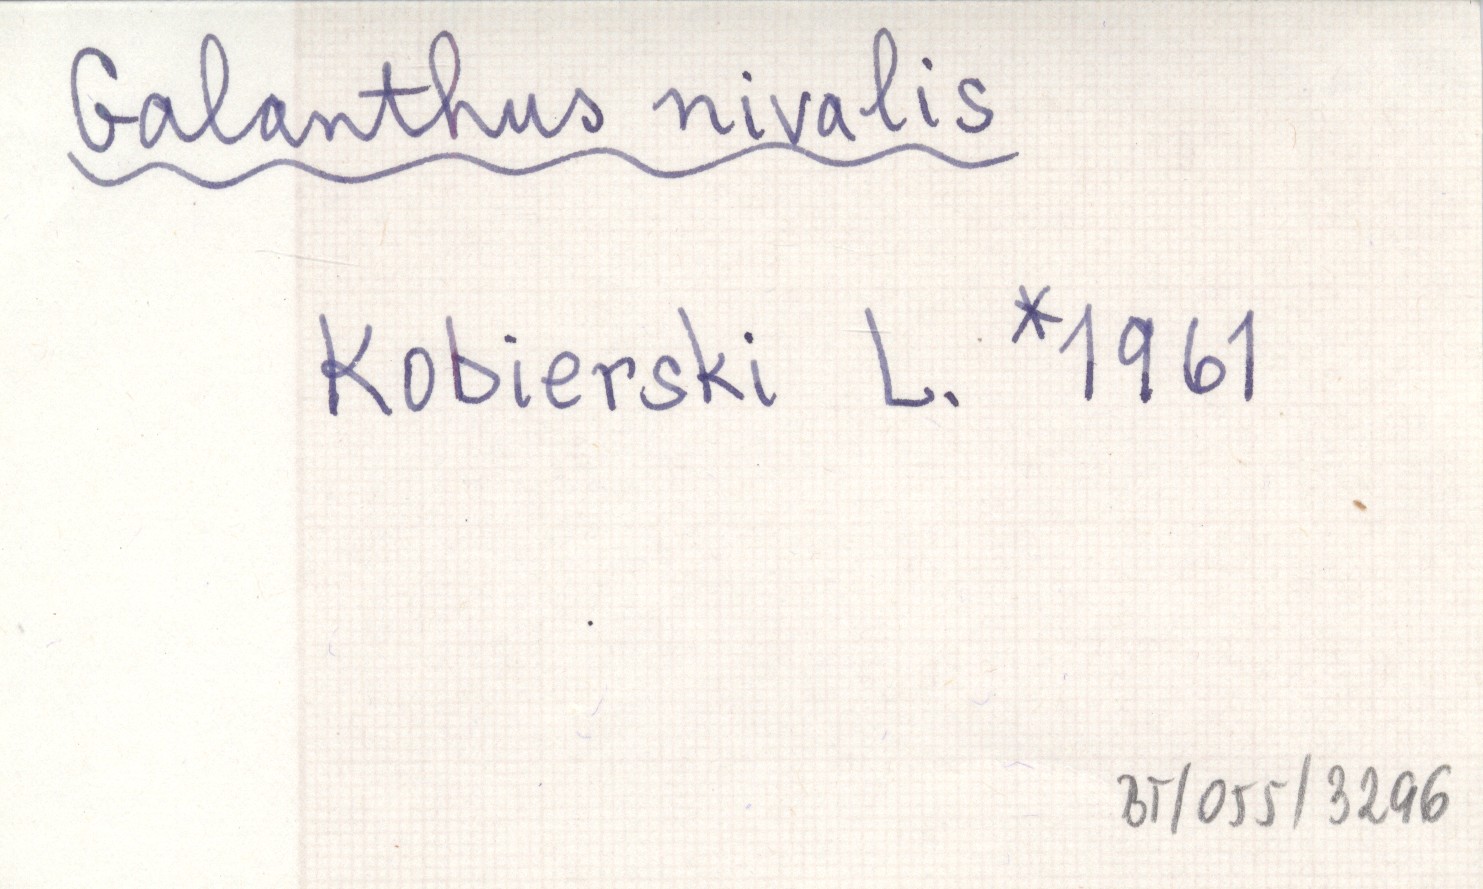 Galanthus nivalis
Kobierski L. *1961
BT/055/3296